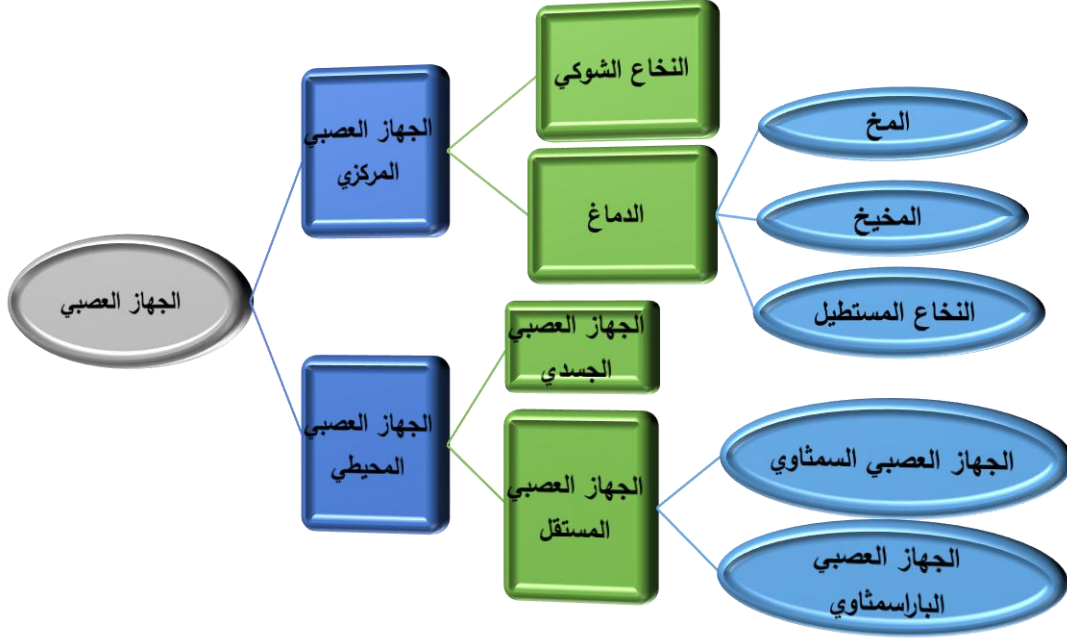 الجهاز العصبي
الجهاز العصبي
المركزي
النخاع الشوكي
الدماغ
المخ
المخيخ
النخاع المستطيل
الجهاز العصبي
المحيطي
الجهاز العصبي
الجسدي
الجهاز العصبي
المستقل
الجهاز العصبي السمثاوي
الجهاز العصبي
الباراسمثاوي